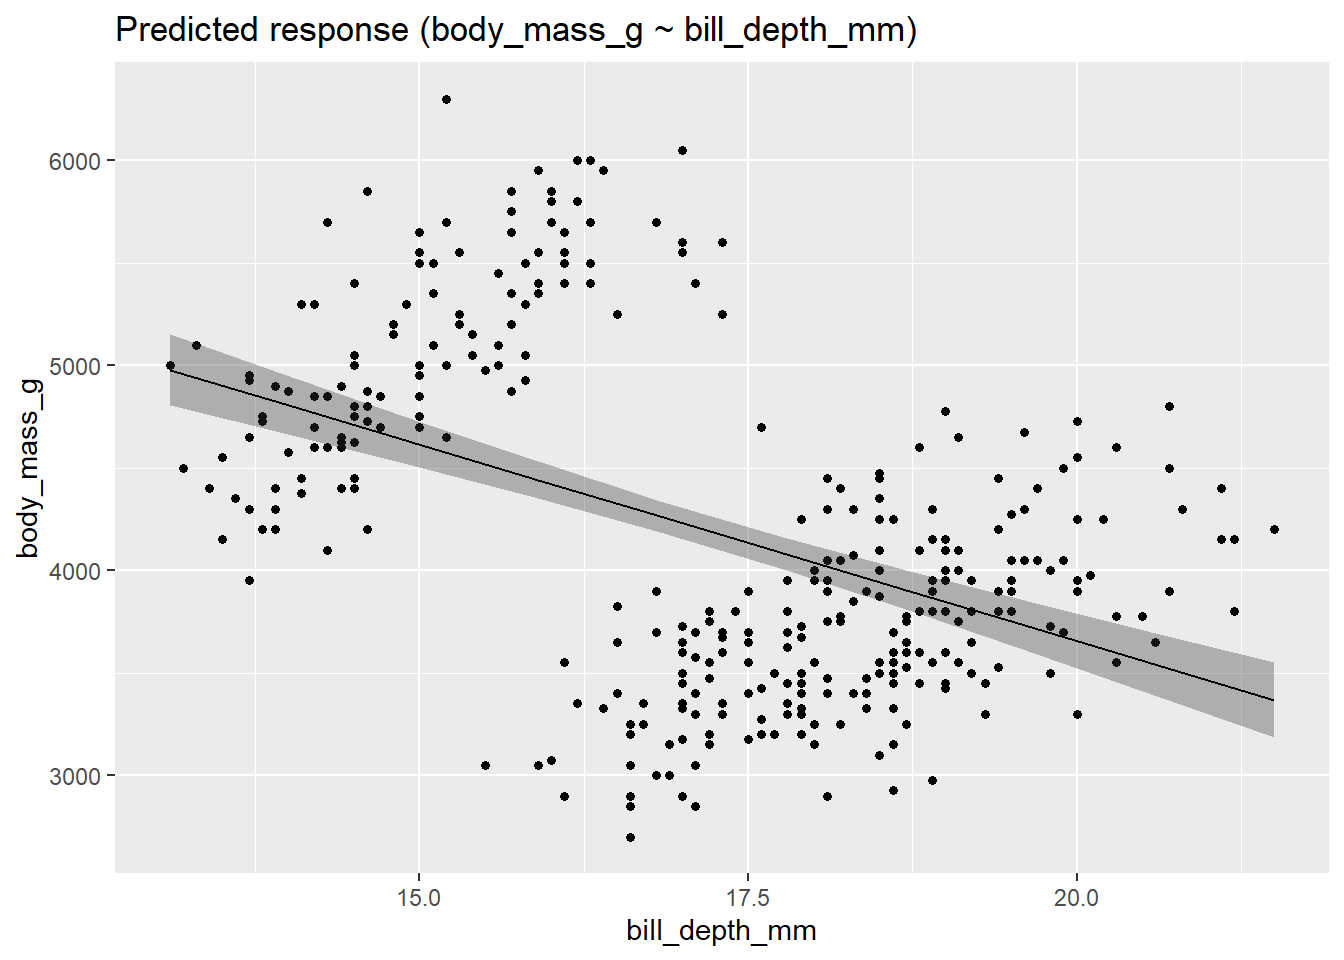 Predicted response (body_mass_g ~ bill_depth_mm)
6000
5000
4000
3000
body_mass_g
15.0
17.5
20.0
bill_depth_mm